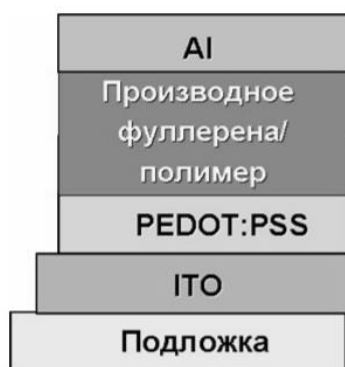 Al
Производное
фуллерена/
полимер
PEDOT:PSS
ITO
Подложка